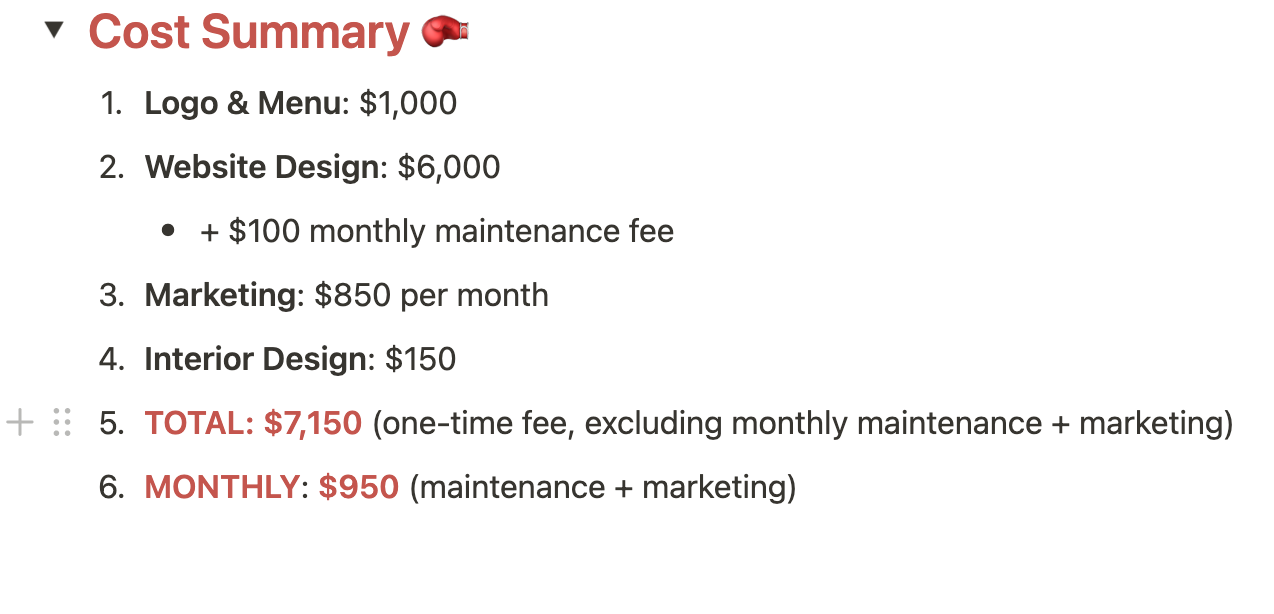 Cost Summary 🥊
1. Logo & Menu: $1,000
2. Website Design: $6,000
• + $100 monthly maintenance fee
3. Marketing: $850 per month
4. Interior Design: $150
5. TOTAL: $7,150 (one-time fee, excluding monthly maintenance + marketing)
6. MONTHLY: $950 (maintenance + marketing)